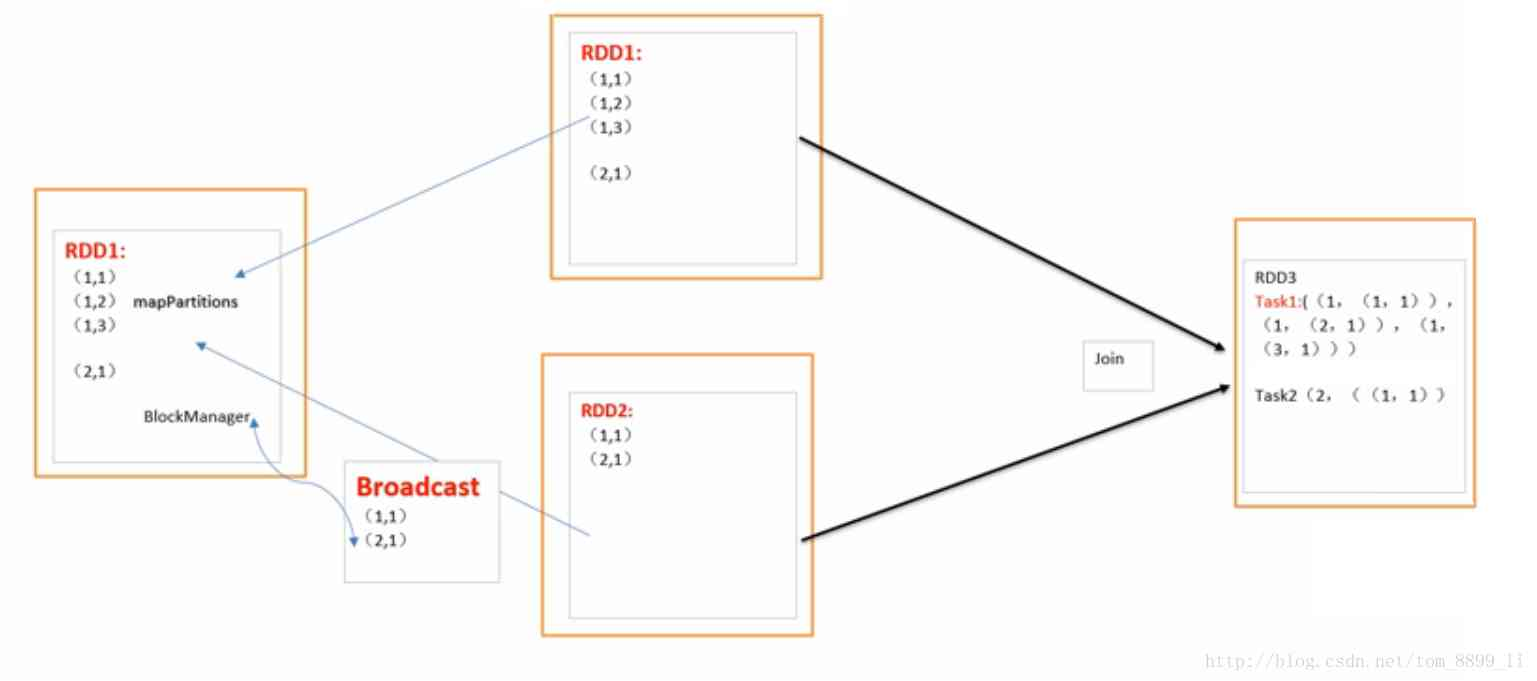 RDD1:
（1,1）
（1,2）
（1,3）
（2,1）
RDD1:
（1,1）
（1,2） mapPartitions
（1,3）
（2,1）
BlockManager
Broadcast
（1,1）
（2,1）
RDD2:
（1,1）
（2,1）
Join
RDD3
Task1:(（1，（1，1）），
（1，（2，1）），（1，
（3，1）））
Task2（2，（（1，1））
http://blog.csdn.net/tom_8899_li